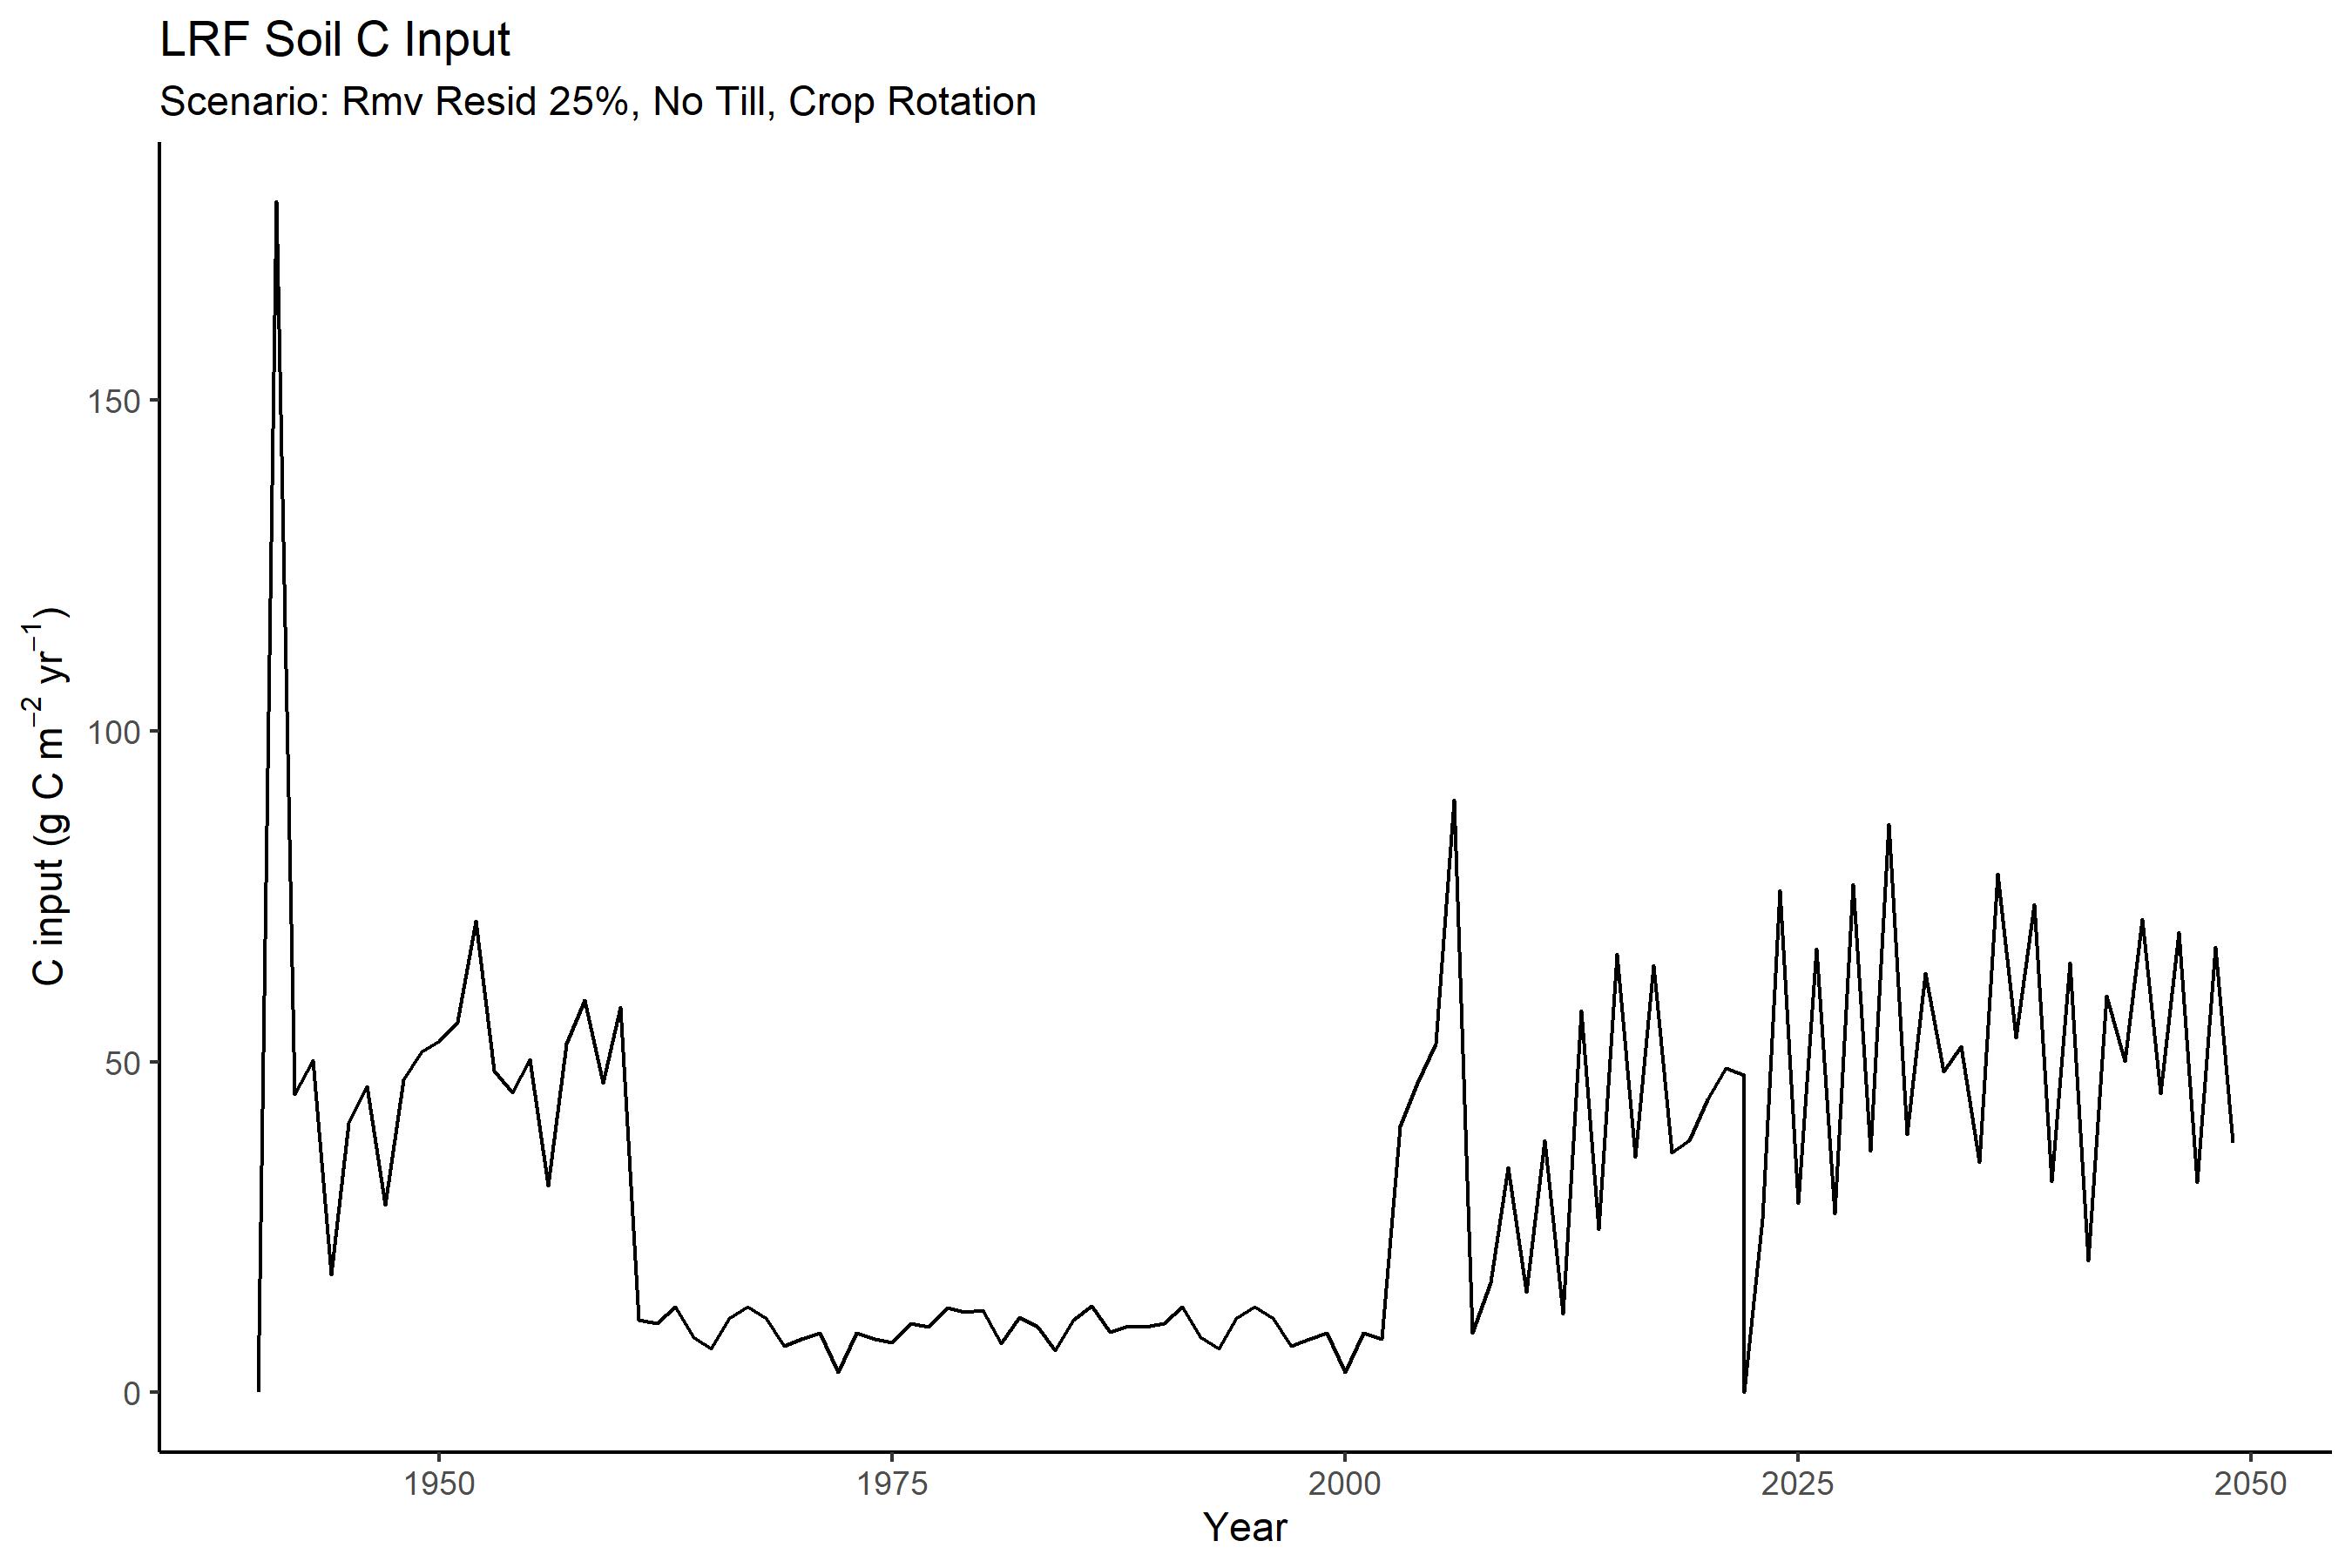 LRF Soil C Input
Scenario: Rmv Resid 25%, No Till, Crop Rotation
C input (g C m⁻² yr⁻¹)
150
100
50
0
1950 1975 2000 2025 2050
Year